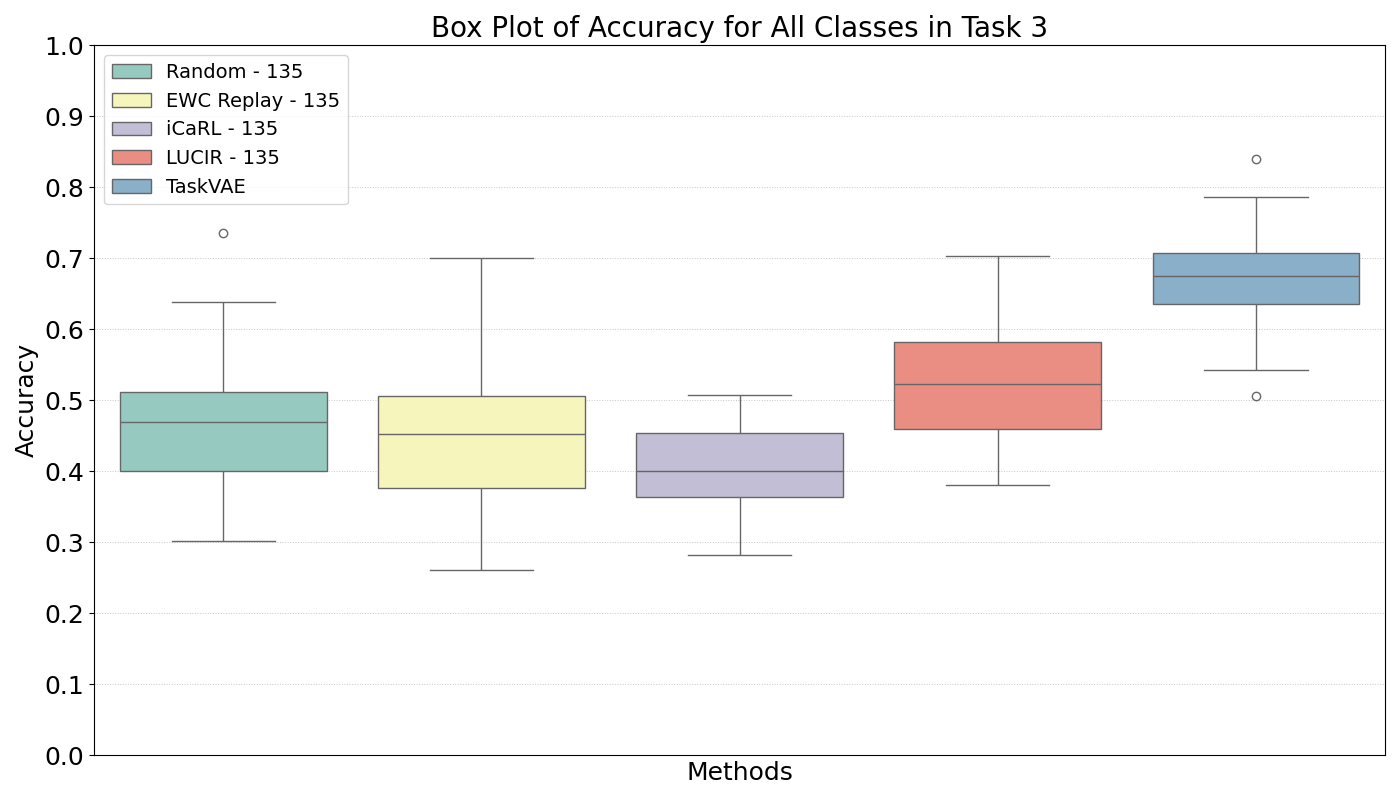 Box Plot of Accuracy for All Classes in Task 3
1.0
0.9
0.8
0.7
0.6
0.5
0.4
0.3
0.2
0.1
0.0
Accuracy
Random - 135
EWC Replay - 135
iCaRL - 135
LUCIR - 135
TaskVAE
Methods